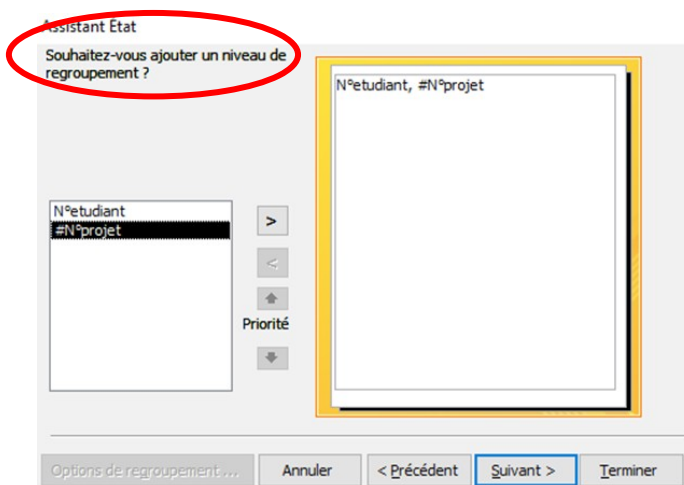 Assistant État
Souhaitez-vous ajouter un niveau de
regroupement ?
N°etudiant, #N°projet
N°etudiant
#N°projet
>
<
Priorité
Options de regroupement ...
Annuler
< Précédent
Suivant >
Terminer